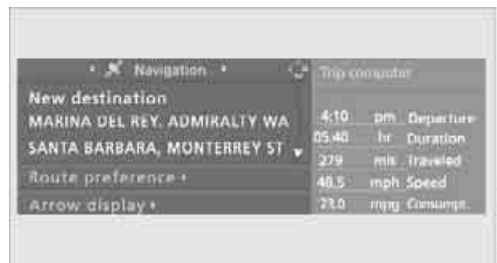 Navigation
New destination
MARINA DEL REY, ADMIRALTY WA
SANTA BARBARA, MONTERREY ST
Route preference
Arrow display
Trip computer
4:10 pm Departure
05.40 hr Duration
279 mls Traveled
48.5 mph Speed
23.0 mpg Consumpt.